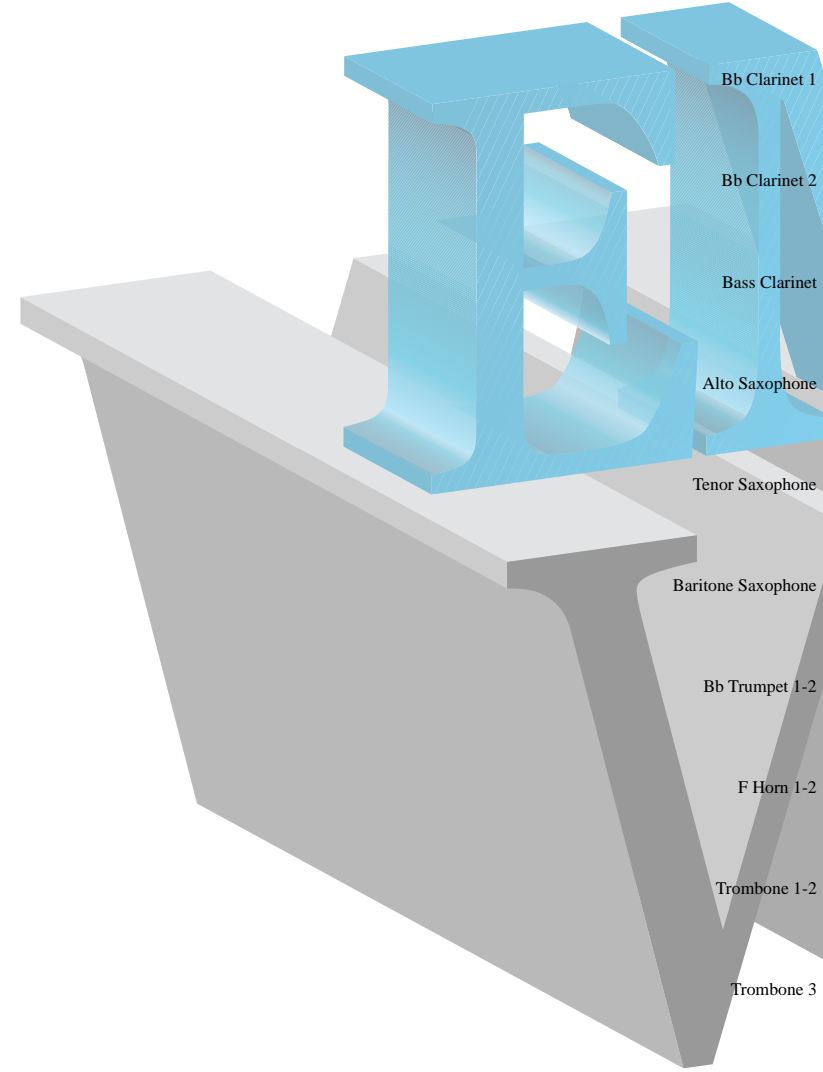 E
Bb Clarinet 1
Bb Clarinet 2
Bass Clarinet
Alto Saxophone
Tenor Saxophone
Baritone Saxophone
Bb Trumpet 1-2
F Horn 1-2
Trombone 1-2
Trombone 3